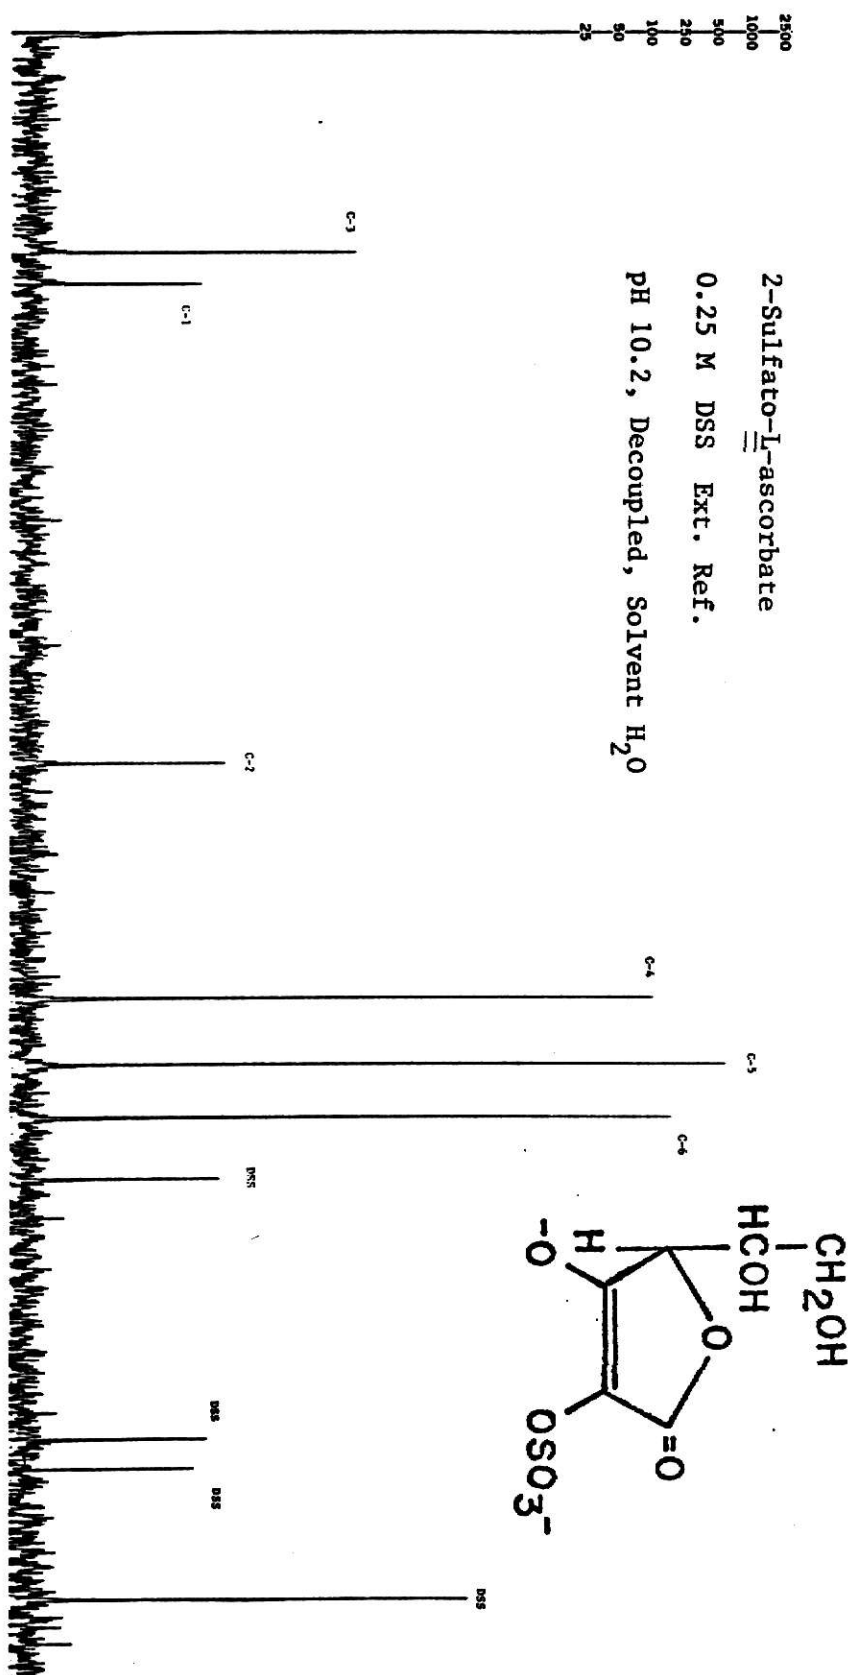 2500
1000
500
250
100
50
25
2-Sulfato-L-ascorbate
0.25 M DSS Ext. Ref.
pH 10.2, Decoupled, Solvent H₂O
C-3
C-1
C-2
C-4
C-5
C-6
DSS
DSS
DSS
DSS
CH₂OH
HCOH
H
O
=O
-O
OSO₃⁻